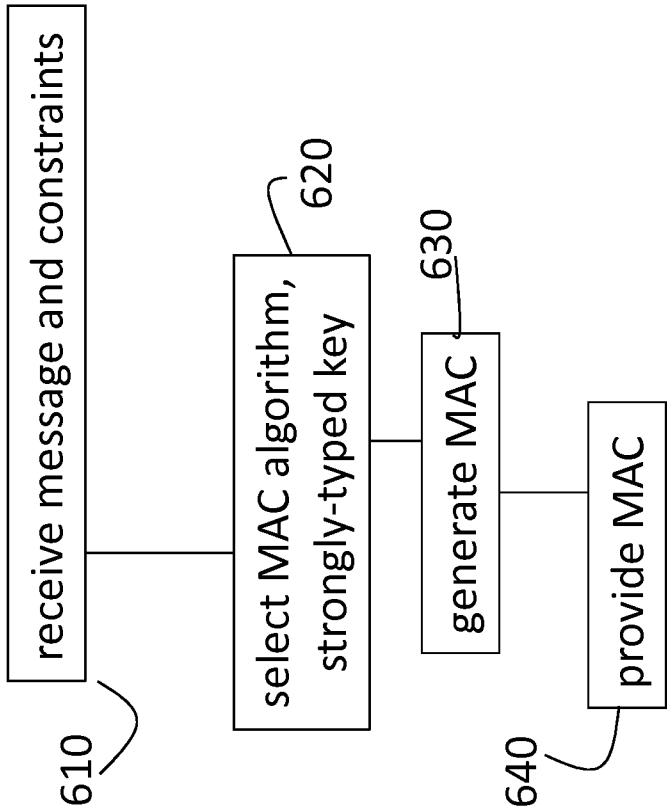 610
receive message and constraints
620
select MAC algorithm,
strongly-typed key
630
generate MAC
640
provide MAC